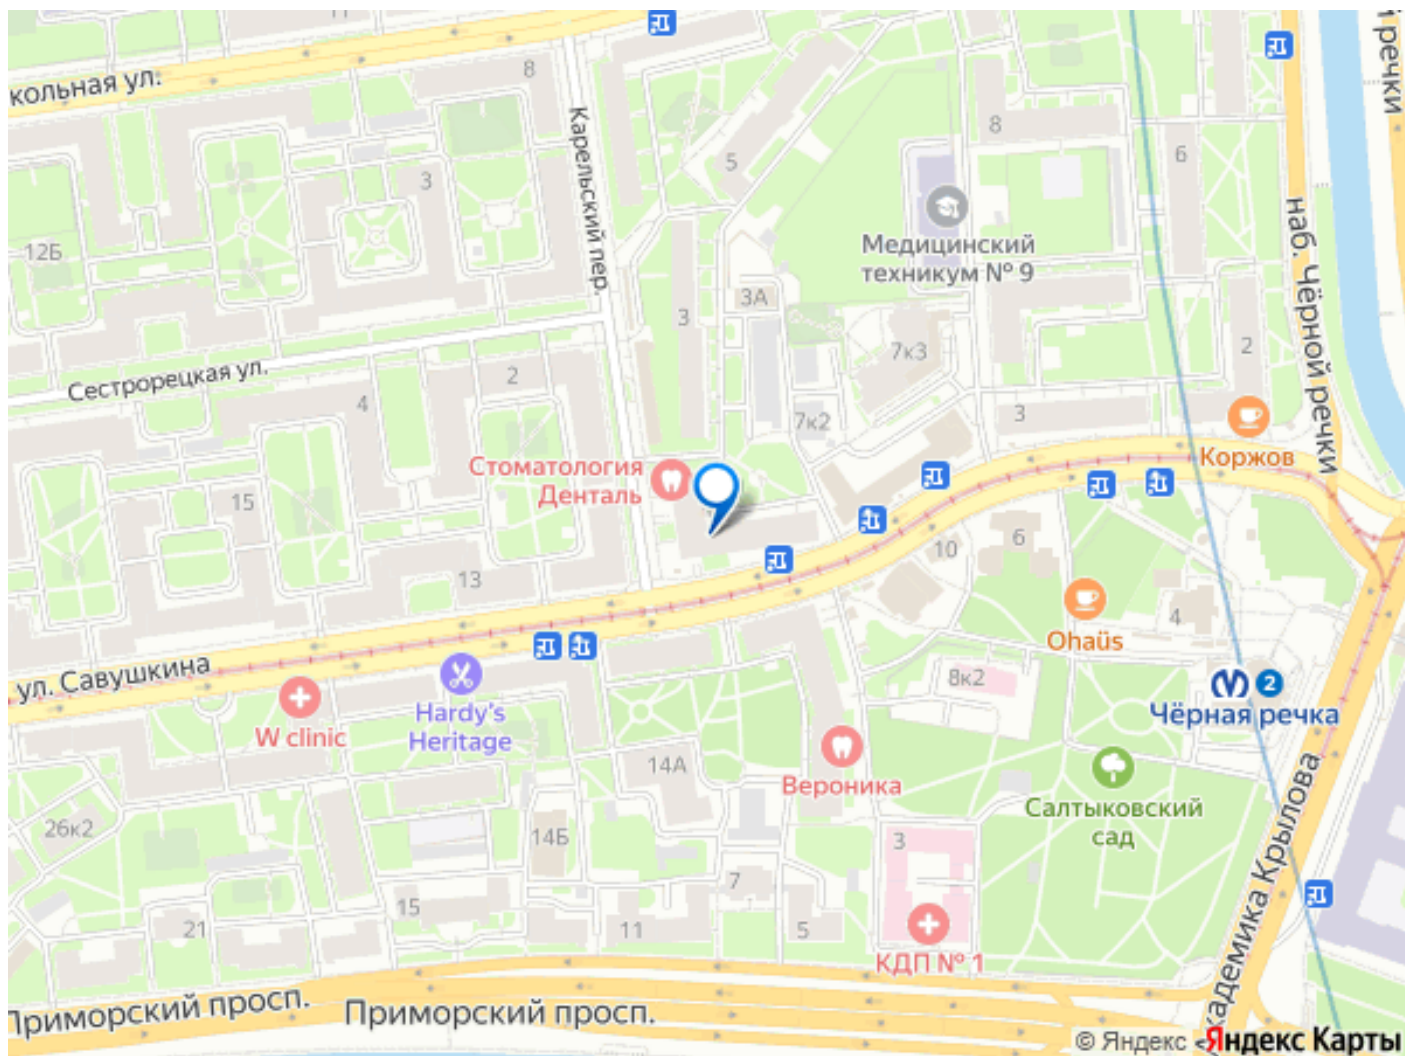 11
й речки
кольная ул.
8
Карельский пер.
8
5
6
3
наб. Чёрной речки
12Б
Медицинский
техникум № 9
3А
3
7к3
2
Сестрорецкая ул.
2
4
3
7к2
Коржов
Стоматология
Денталь
15
10
6
13
4
Ohaüs
ул. Савушкина
8к2
2
Чёрная речка
Hardy's
Heritage
W clinic
14А
Вероника
Салтыковский
сад
26к2
14Б
3
7
15
21
11
5
КДП № 1
кадемика Крылова
Приморский просп.
Приморский просп.
© Яндекс
Яндекс Карты